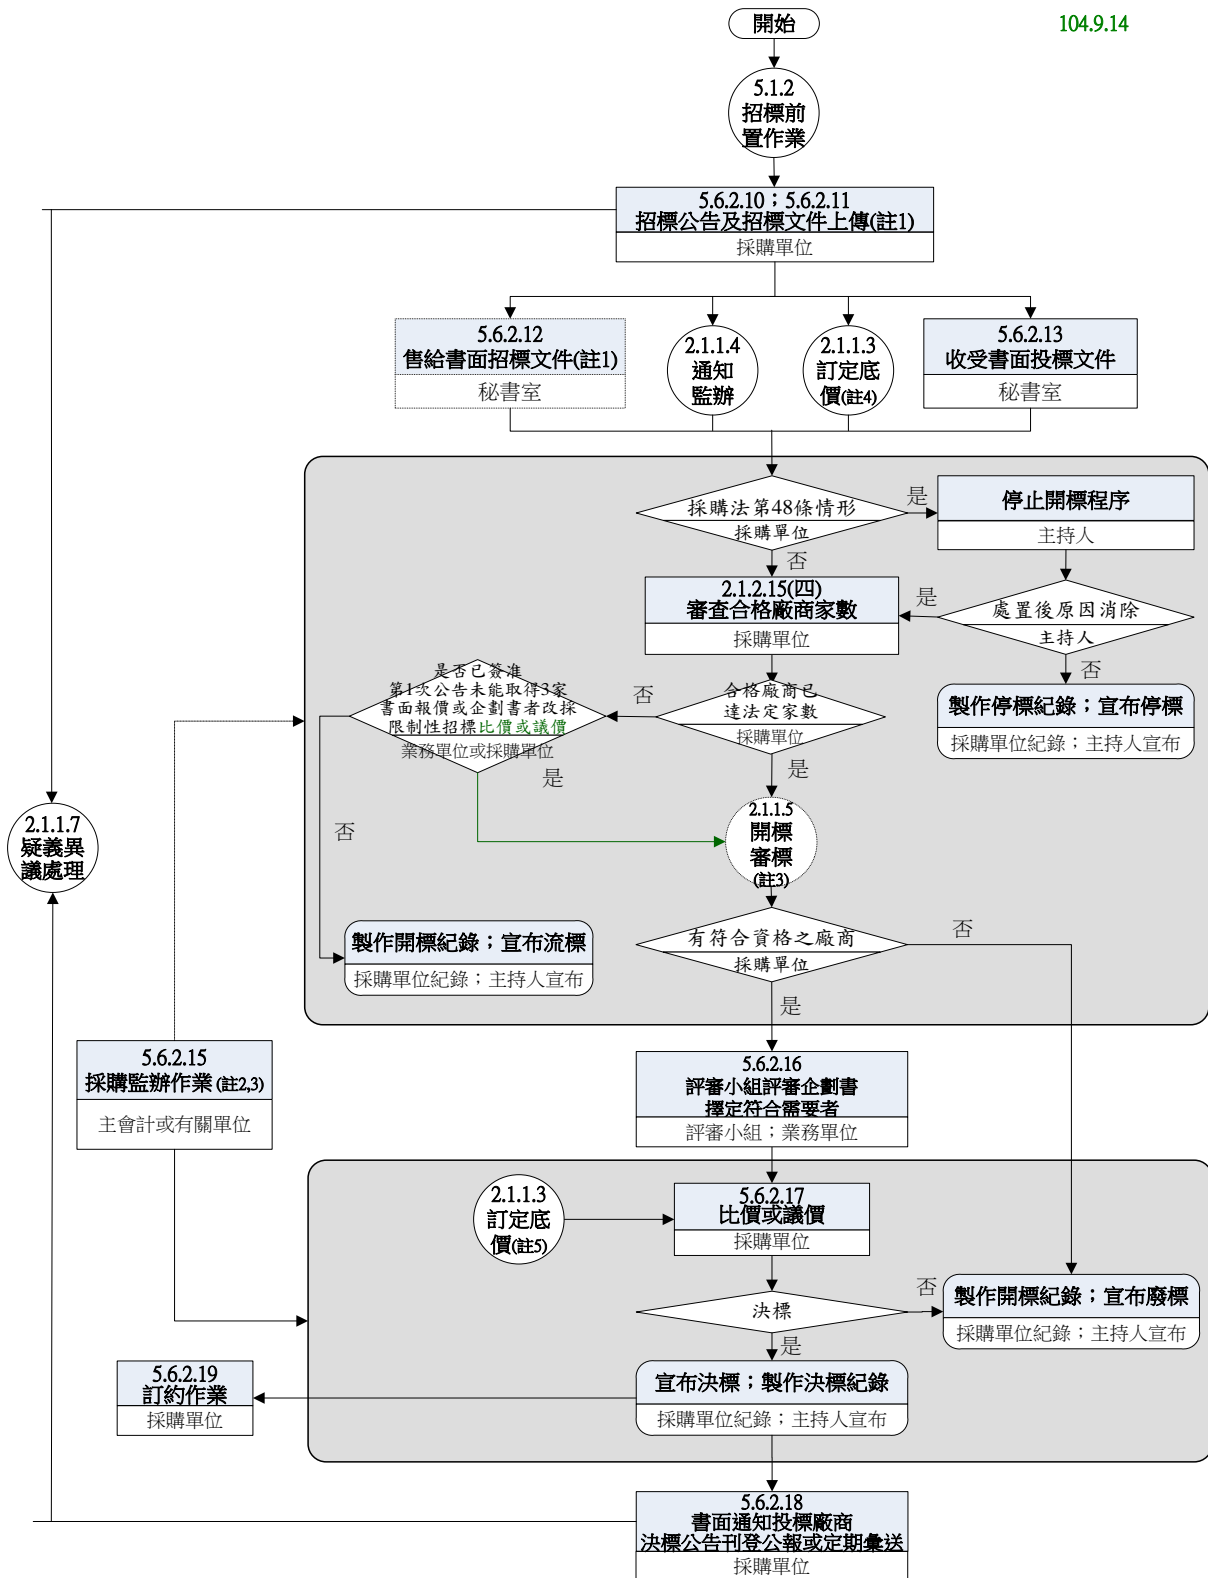 開始
104.9.14
5.1.2
招標前
置作業
5.6.2.10；5.6.2.11
招標公告及招標文件上傳(註1)
採購單位
5.6.2.12
售給書面招標文件(註1)
秘書室
2.1.1.4
通知
監辦
2.1.1.3
訂定底
價(註4)
5.6.2.13
收受書面投標文件
秘書室
採購法第48條情形
採購單位
是
停止開標程序
主持人
否
2.1.2.15(四)
審查合格廠商家數
採購單位
是
處置後原因消除
主持人
否
是否已簽准
第1次公告未能取得3家
書面報價或企劃書者改採
限制性招標比價或議價
業務單位或採購單位
否
合格廠商已
達法定家數
採購單位
製作停標紀錄；宣布停標
採購單位紀錄；主持人宣布
是
是
否
2.1.1.5
開標
審標
(註3)
2.1.1.7
疑義異
議處理
製作開標紀錄；宣布流標
採購單位紀錄；主持人宣布
有符合資格之廠商
採購單位
否
是
5.6.2.15
採購監辦作業(註2,3)
主會計或有關單位
5.6.2.16
評審小組評審企劃書
擇定符合需要者
評審小組；業務單位
2.1.1.3
訂定底
價(註5)
5.6.2.17
比價或議價
採購單位
決標
否
製作開標紀錄；宣布廢標
採購單位紀錄；主持人宣布
是
5.6.2.19
訂約作業
採購單位
宣布決標；製作決標紀錄
採購單位紀錄；主持人宣布
5.6.2.18
書面通知投標廠商
決標公告刊登公報或定期彙送
採購單位